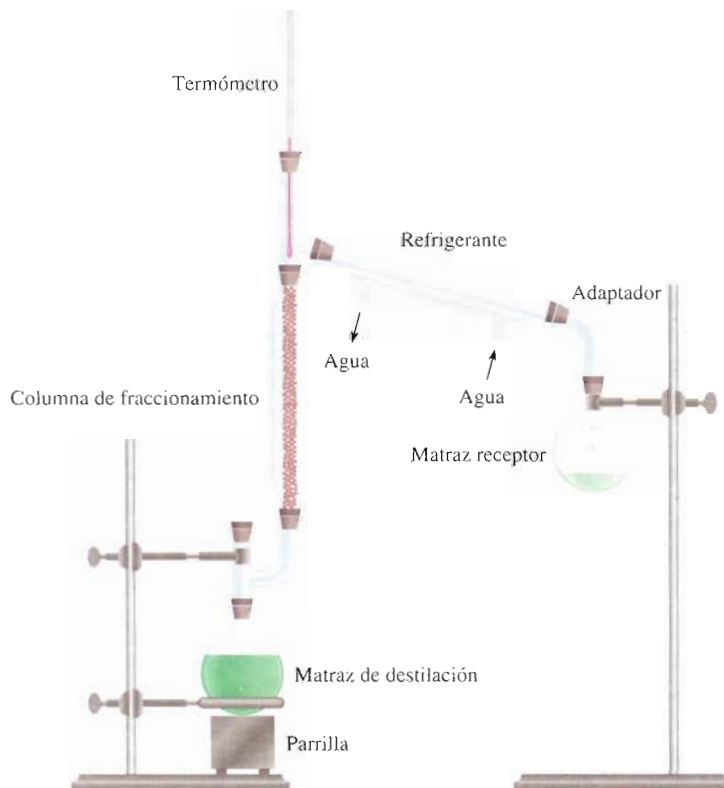 Termómetro
Refrigerante
Adaptador
Agua
Agua
Columna de fraccionamiento
Matraz receptor
Matraz de destilación
Parrilla